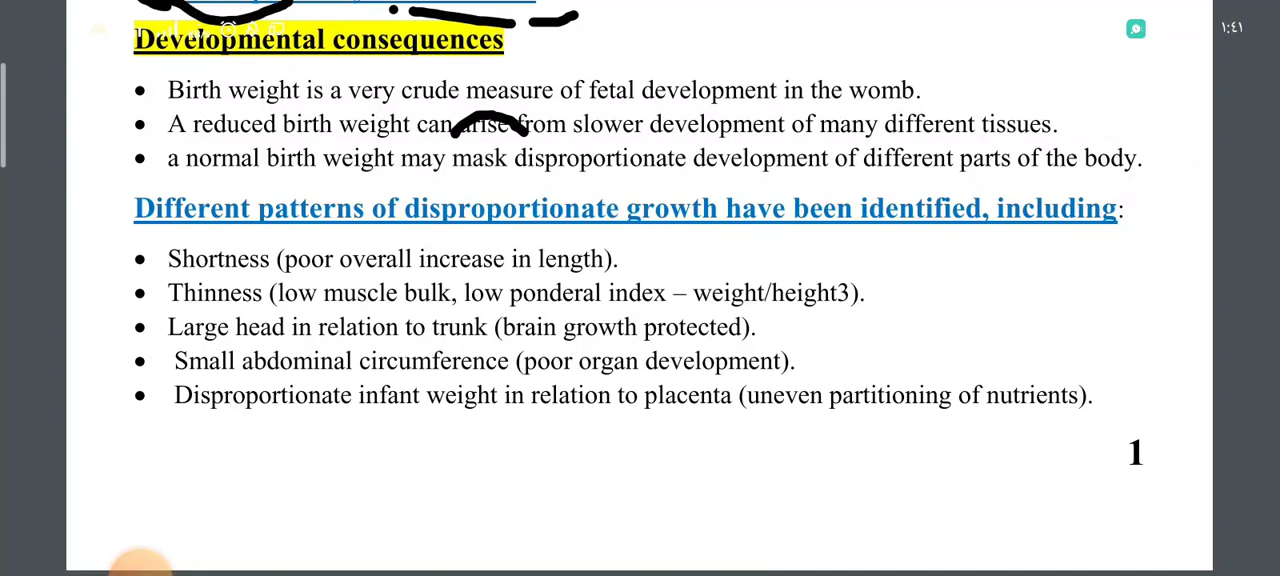 ١:٤١
Developmental consequences
• Birth weight is a very crude measure of fetal development in the womb.
• A reduced birth weight can arise from slower development of many different tissues.
• a normal birth weight may mask disproportionate development of different parts of the body.
Different patterns of disproportionate growth have been identified, including:
• Shortness (poor overall increase in length).
• Thinness (low muscle bulk, low ponderal index – weight/height3).
• Large head in relation to trunk (brain growth protected).
• Small abdominal circumference (poor organ development).
• Disproportionate infant weight in relation to placenta (uneven partitioning of nutrients).
1